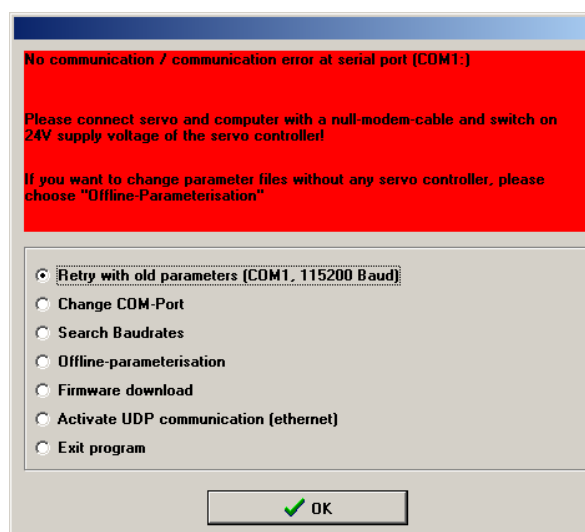 No communication / communication error at serial port (COM1:)
Please connect servo and computer with a null-modem-cable and switch on
24V supply voltage of the servo controller!
If you want to change parameter files without any servo controller, please
choose "Offline-Parameterisation"
Retry with old parameters (COM1, 115200 Baud)
Change COM-Port
Search Baudrates
Offline-parameterisation
Firmware download
Activate UDP communication (ethernet)
Exit program
OK